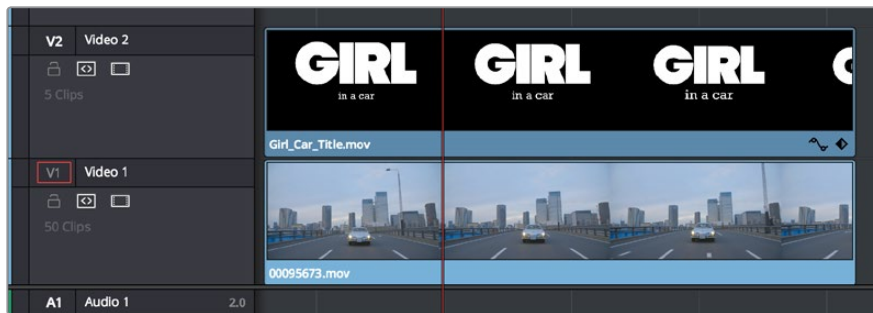 V2 Video 2
5 Clips
GIRL GIRL GIRL
in a car in a car in a car
Girl_Car_Title.mov
V1 Video 1
50 Clips
00095673.mov
A1 Audio 1 2.0